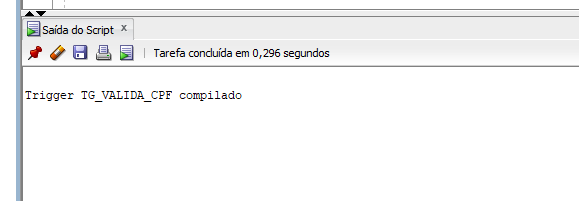 Saída do Script x
Tarefa concluída em 0,296 segundos
Trigger TG_VALIDA_CPF compilado